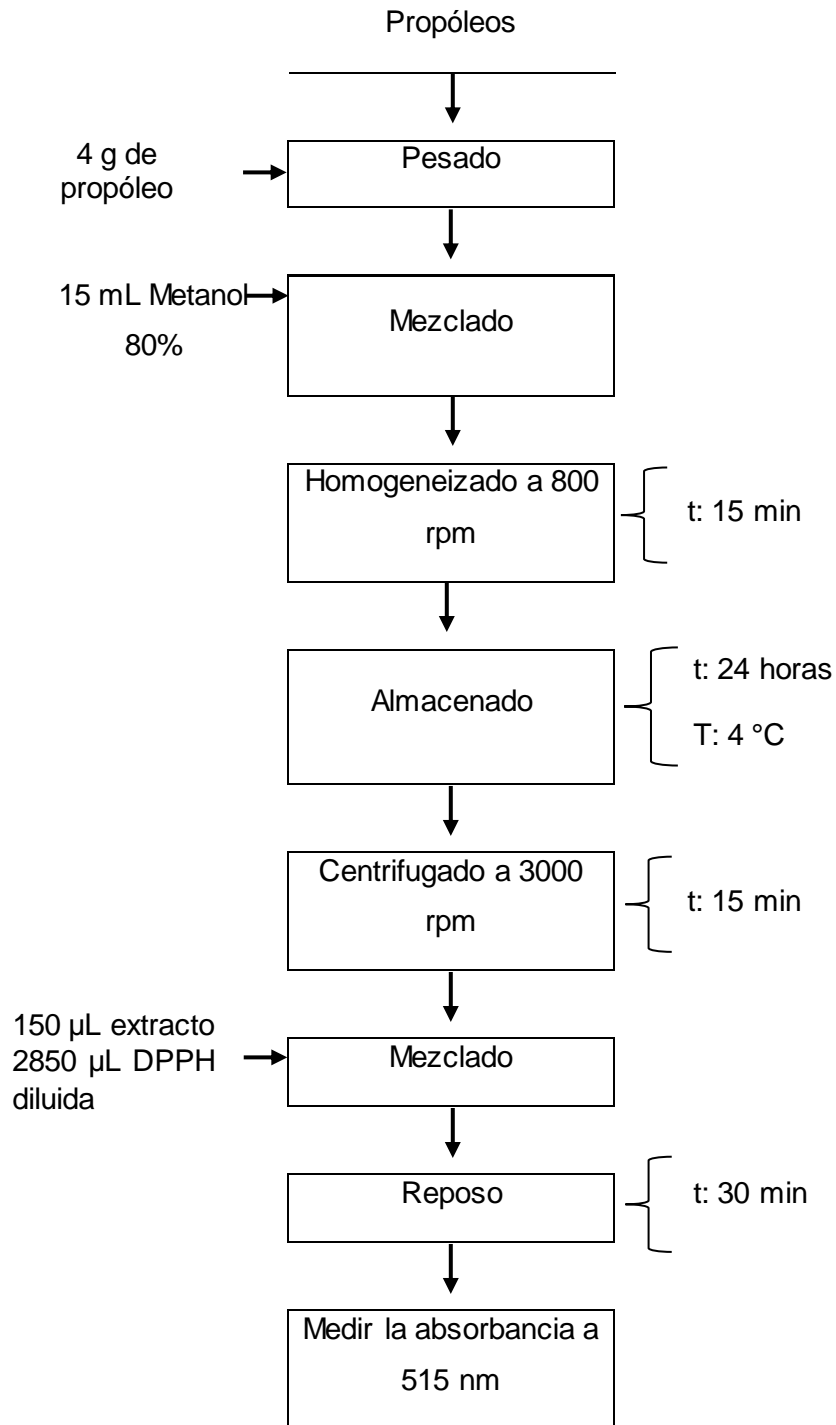 Propóleos
4 g de
propóleo
Pesado
15 mL Metanol
80%
Mezclado
Homogeneizado a 800
rpm
t: 15 min
Almacenado
t: 24 horas
T: 4 °C
Centrifugado a 3000
rpm
t: 15 min
150 µL extracto
2850 µL DPPH
diluida
Mezclado
Reposo
t: 30 min
Medir la absorbancia a
515 nm